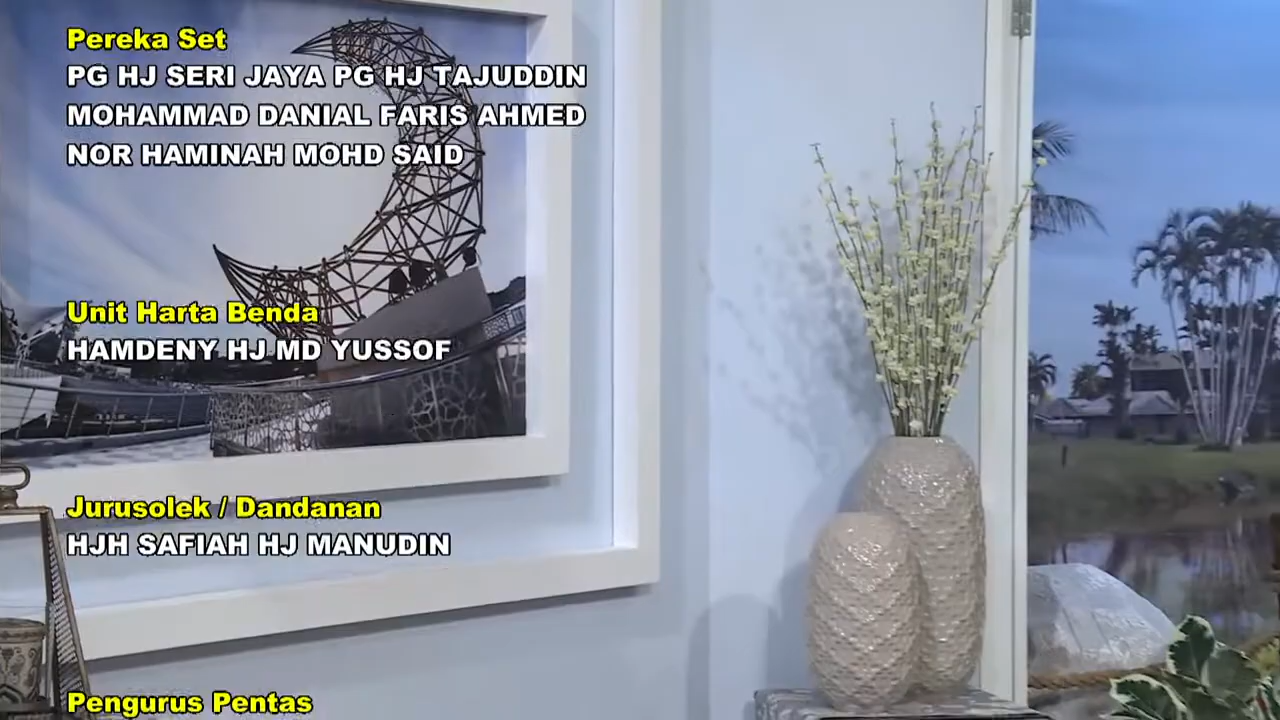 Pereka Set
PG HJ SERI JAYA PG HJ TAJUDDIN
MOHAMMAD DANIAL FARIS AHMED
NOR HAMINAH MOHD SAID
Unit Harta Benda
HAMDENY HJ MD YUSSOF
Jurusolek / Dandanan
HJH SAFIAH HJ MANUDIN
Pengurus Pentas